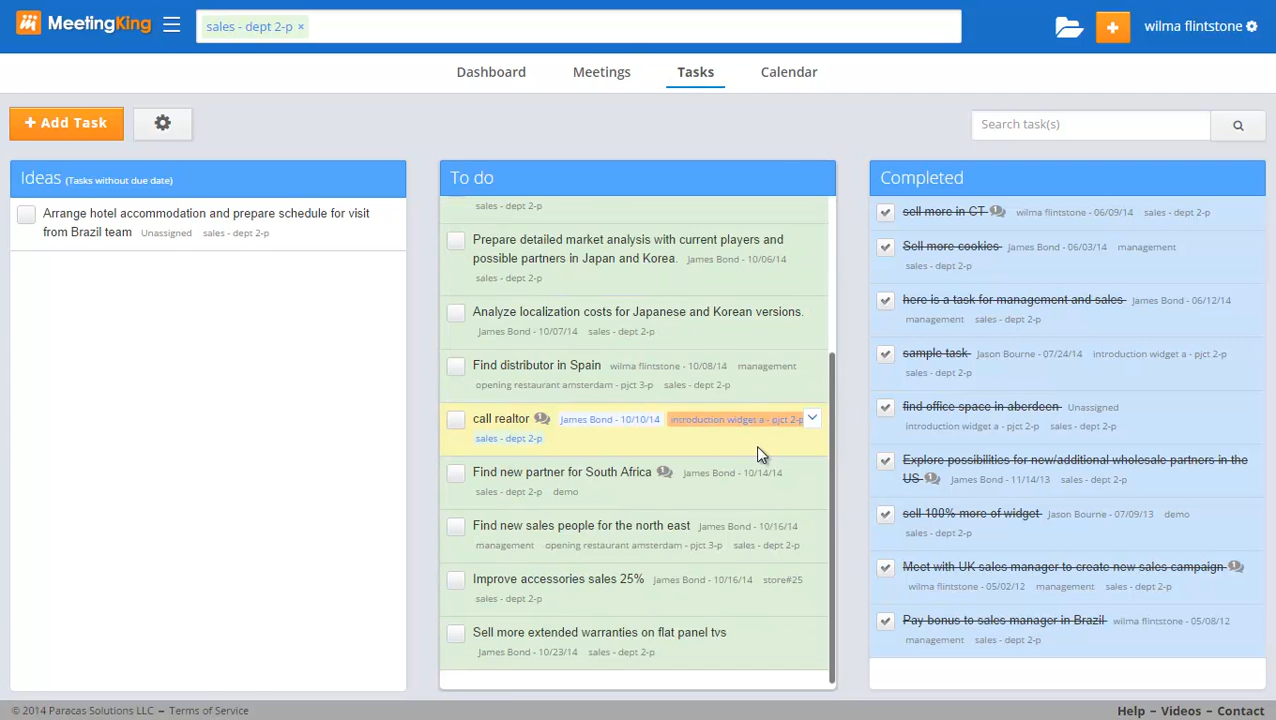 MeetingKing
sales - dept 2-p ×
wilma flintstone
Dashboard
Meetings
Tasks
Calendar
+ Add Task
Search task(s)
Ideas (Tasks without due date)
Arrange hotel accommodation and prepare schedule for visit
from Brazil team Unassigned sales - dept 2-p
To do
sales - dept 2-p
Prepare detailed market analysis with current players and
possible partners in Japan and Korea. James Bond - 10/06/14
sales - dept 2-p
Analyze localization costs for Japanese and Korean versions.
James Bond - 10/07/14 sales - dept 2-p
Find distributor in Spain wilma flintstone - 10/08/14 management
opening restaurant amsterdam - pjct 3-p sales - dept 2-p
call realtor James Bond - 10/10/14 introduction widget a - pjct 2-p
sales - dept 2-p
Find new partner for South Africa James Bond - 10/14/14
sales - dept 2-p demo
Find new sales people for the north east James Bond - 10/16/14
management opening restaurant amsterdam - pjct 3-p sales - dept 2-p
Improve accessories sales 25% James Bond - 10/16/14 store#25
sales - dept 2-p
Sell more extended warranties on flat panel tvs
James Bond - 10/23/14 sales - dept 2-p
Completed
sell more in CT wilma flintstone - 06/09/14 sales - dept 2-p
Sell more cookies James Bond - 06/03/14 management
sales - dept 2-p
here is a task for management and sales James Bond - 06/12/14
management sales - dept 2-p
sample task Jason Bourne - 07/24/14 introduction widget a - pjct 2-p
sales - dept 2-p
find office space in aberdeen Unassigned
introduction widget a - pjct 2-p sales - dept 2-p
Explore possibilities for new/additional wholesale partners in the
US James Bond - 11/14/13 sales - dept 2-p
sell 100% more of widget Jason Bourne - 07/09/13 demo
sales - dept 2-p
Meet with UK sales manager to create new sales campaign
wilma flintstone - 05/02/12 management sales - dept 2-p
Pay bonus to sales manager in Brazil wilma flintstone - 05/08/12
management sales - dept 2-p
© 2014 Paracas Solutions LLC – Terms of Service
Help – Videos – Contact